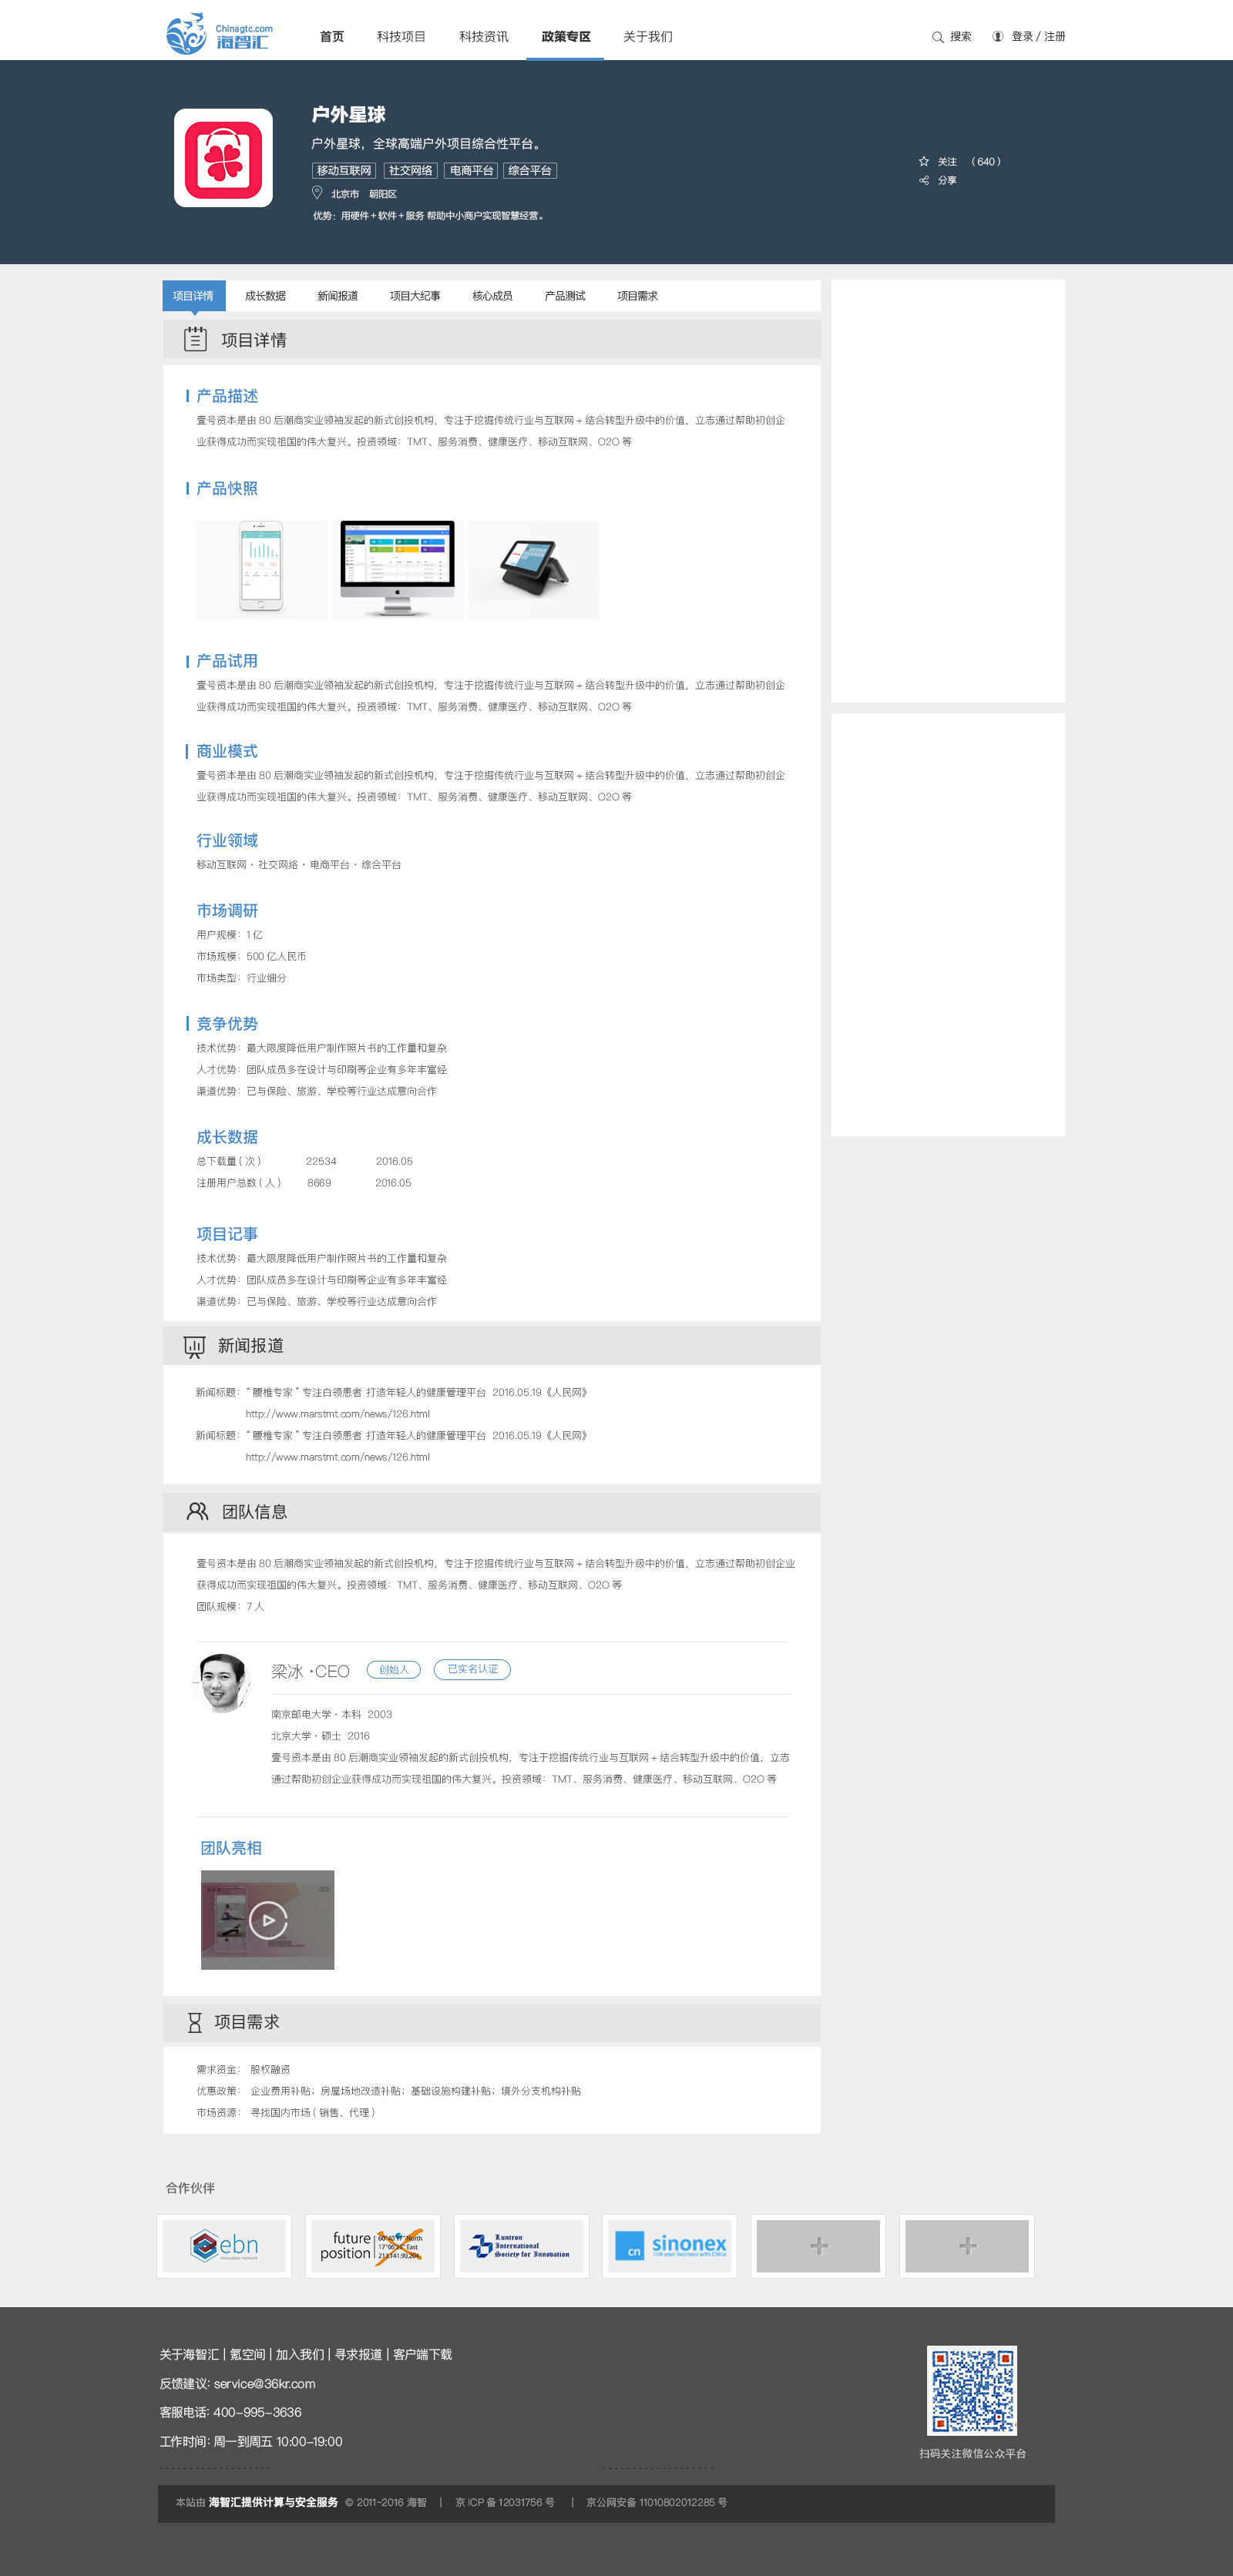 Chinagtc.com
海智汇
首页 科技项目 科技资讯 政策专区 关于我们 搜索 登录 / 注册
户外星球
户外星球，全球高端户外项目综合性平台。
移动互联网 社交网络 电商平台 综合平台
关注 （640）
北京市 朝阳区
分享
优势：用硬件+软件+服务 帮助中小商户实现智慧经营。
项目详情 成长数据 新闻报道 项目大纪事 核心成员 产品测试 项目需求
项目详情
产品描述
壹号资本是由 80 后潮商实业领袖发起的新式创投机构，专注于挖掘传统行业与互联网 + 结合转型升级中的价值，立志通过帮助初创企
业获得成功而实现祖国的伟大复兴。投资领域：TMT、服务消费、健康医疗、移动互联网、O2O 等
产品快照
产品试用
壹号资本是由 80 后潮商实业领袖发起的新式创投机构，专注于挖掘传统行业与互联网 + 结合转型升级中的价值，立志通过帮助初创企
业获得成功而实现祖国的伟大复兴。投资领域：TMT、服务消费、健康医疗、移动互联网、O2O 等
商业模式
壹号资本是由 80 后潮商实业领袖发起的新式创投机构，专注于挖掘传统行业与互联网 + 结合转型升级中的价值，立志通过帮助初创企
业获得成功而实现祖国的伟大复兴。投资领域：TMT、服务消费、健康医疗、移动互联网、O2O 等
行业领域
移动互联网 · 社交网络 · 电商平台 · 综合平台
市场调研
用户规模：1 亿
市场规模：500 亿人民币
市场类型：行业细分
竞争优势
技术优势：最大限度降低用户制作照片书的工作量和复杂
人才优势：团队成员多在设计与印刷等企业有多年丰富经
渠道优势：已与保险、旅游、学校等行业达成意向合作
成长数据
总下载量（次） 22534 2016.05
注册用户总数（人） 8669 2016.05
项目记事
技术优势：最大限度降低用户制作照片书的工作量和复杂
人才优势：团队成员多在设计与印刷等企业有多年丰富经
渠道优势：已与保险、旅游、学校等行业达成意向合作
新闻报道
新闻标题：“ 腰椎专家 ” 专注白领患者 打造年轻人的健康管理平台 2016.05.19《人民网》
http://www.marstmt.com/news/126.html
新闻标题：“ 腰椎专家 ” 专注白领患者 打造年轻人的健康管理平台 2016.05.19《人民网》
http://www.marstmt.com/news/126.html
团队信息
壹号资本是由 80 后潮商实业领袖发起的新式创投机构，专注于挖掘传统行业与互联网 + 结合转型升级中的价值，立志通过帮助初创企业
获得成功而实现祖国的伟大复兴。投资领域：TMT、服务消费、健康医疗、移动互联网、O2O 等
团队规模：7 人
梁冰 ·CEO 创始人 已实名认证
南京邮电大学 · 本科 2003
北京大学 · 硕士 2016
壹号资本是由 80 后潮商实业领袖发起的新式创投机构，专注于挖掘传统行业与互联网 + 结合转型升级中的价值，立志
通过帮助初创企业获得成功而实现祖国的伟大复兴。投资领域：TMT、服务消费、健康医疗、移动互联网、O2O 等
团队亮相
项目需求
需求资金： 股权融资
优惠政策： 企业费用补贴；房屋场地改造补贴；基础设施构建补贴；境外分支机构补贴
市场资源： 寻找国内市场（销售、代理）
合作伙伴
ebn
innovation network
future position
60°40'17" North
17°06'26" East
213.141.90.204
Luntron International Society for Innovation
cn sinonex
Link your business with China
关于海智汇 | 氪空间 | 加入我们 | 寻求报道 | 客户端下载
反馈建议: service@36kr.com
客服电话: 400-995-3636
工作时间: 周一到周五 10:00-19:00
扫码关注微信公众平台
本站由 海智汇提供计算与安全服务 © 2011~2016 海智 | 京 ICP 备 12031756 号 | 京公网安备 11010802012285 号